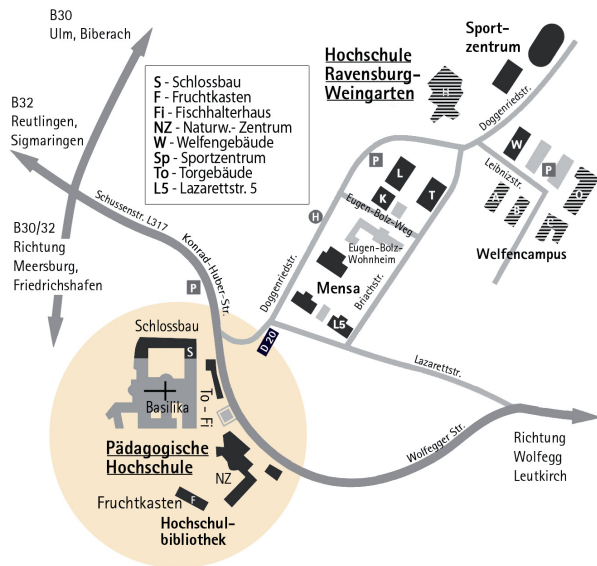 B30
Ulm, Biberach
B32
Reutlingen,
Sigmaringen
B30/32
Richtung
Meersburg,
Friedrichshafen
S - Schlossbau
F - Fruchtkasten
Fi - Fischhalterhaus
NZ - Naturw.- Zentrum
W - Welfengebäude
Sp - Sportzentrum
To - Torgebäude
L5 - Lazarettstr. 5
Hochschule
Ravensburg-
Weingarten
Sport-
zentrum
H
Doggenriedstr.
W
P
Leibnizstr.
Welfencampus
P
L
K
T
Eugen-Bolz-Weg
Eugen-Bolz-
Wohnheim
H
Mensa
L5
Briachstr.
Doggenriedstr.
Schussenstr. L317
Konrad-Huber-Str.
P
D 20
Lazarettstr.
Wolfegger Str.
Richtung
Wolfegg
Leutkirch
Schlossbau
S
Basilika
To - Fi
Pädagogische
Hochschule
NZ
Fruchtkasten
F
Hochschul-
bibliothek